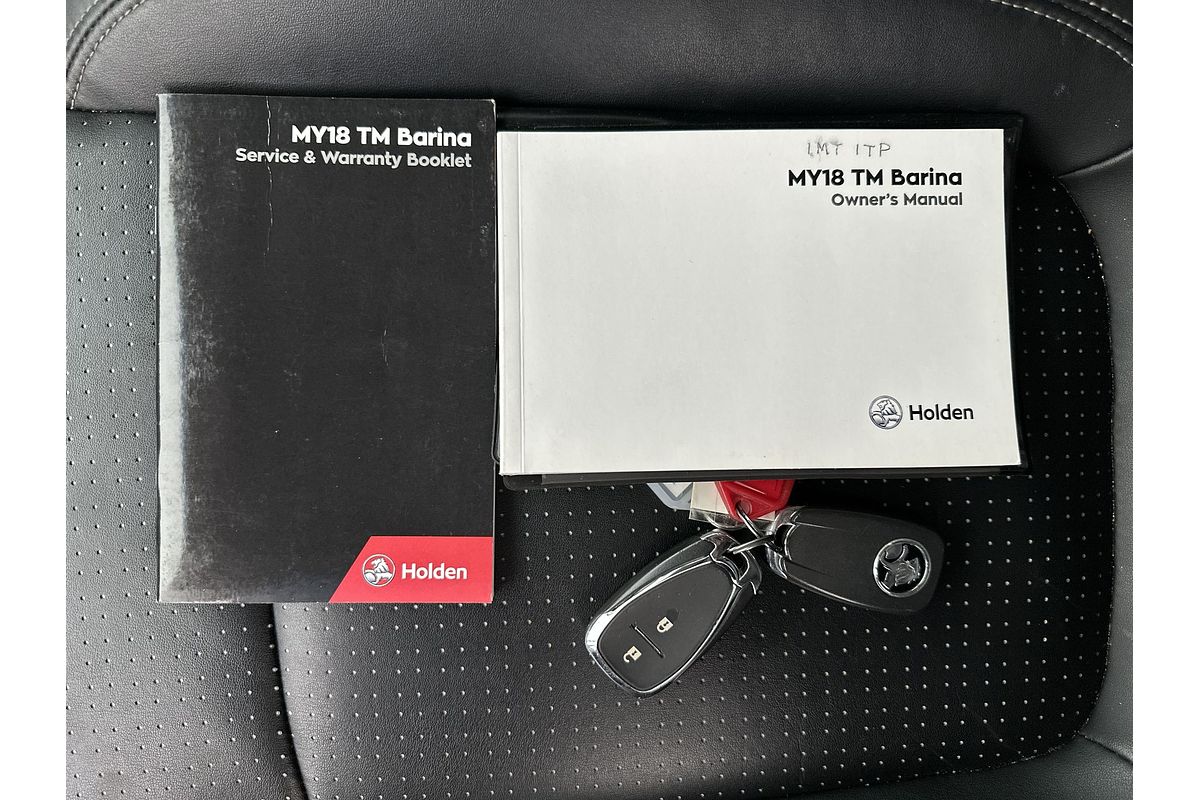 MY18 TM Barina
Service & Warranty Booklet
Holden
1MT 1TP
MY18 TM Barina
Owner's Manual
Holden